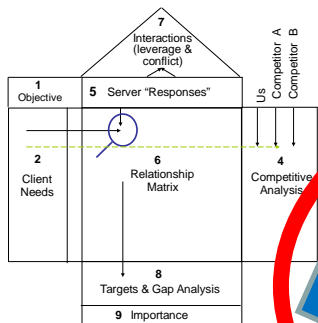 7
Interactions
(leverage &
conflict)
1
Objective
5 Server “Responses”
Us
Competitor A
Competitor B
2
Client
Needs
6
Relationship
Matrix
4
Competitive
Analysis
8
Targets & Gap Analysis
9 Importance